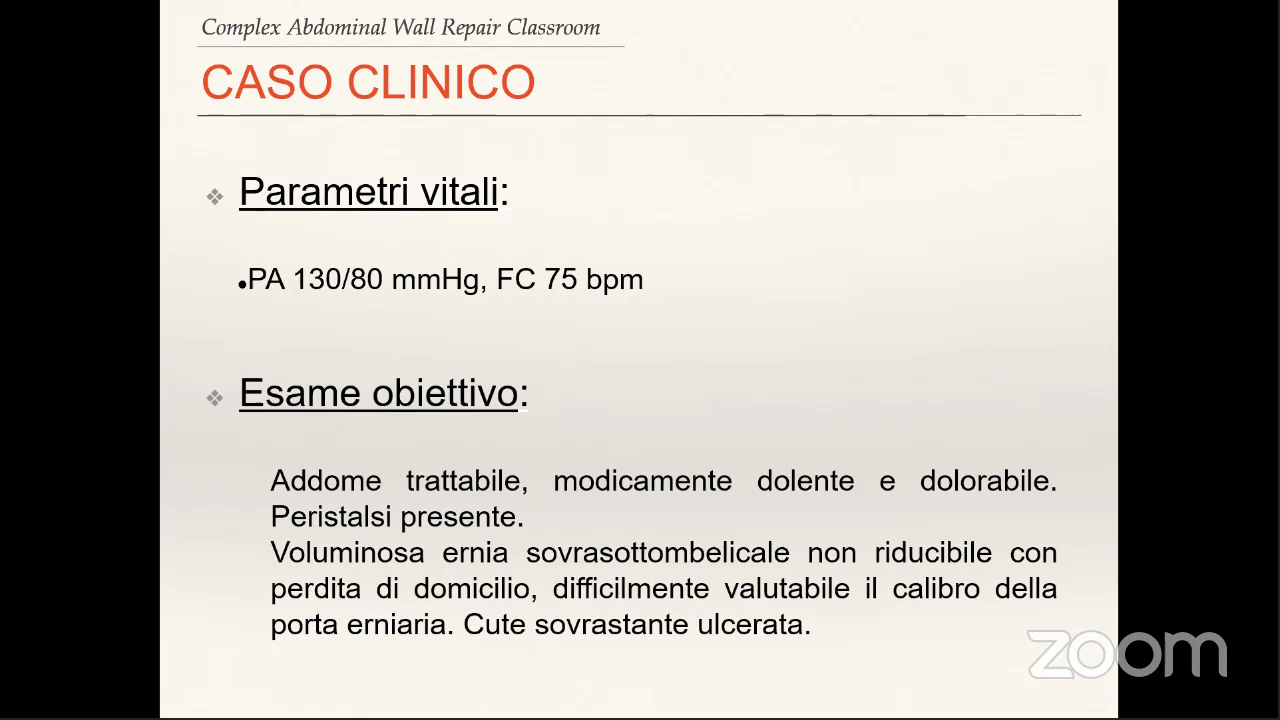 Complex Abdominal Wall Repair Classroom
CASO CLINICO
❖ Parametri vitali:
•PA 130/80 mmHg, FC 75 bpm
❖ Esame obiettivo:
Addome trattabile, modicamente dolente e dolorabile.
Peristalsi presente.
Voluminosa ernia sovrasottombelicale non riducibile con
perdita di domicilio, difficilmente valutabile il calibro della
porta erniaria. Cute sovrastante ulcerata.
zoom